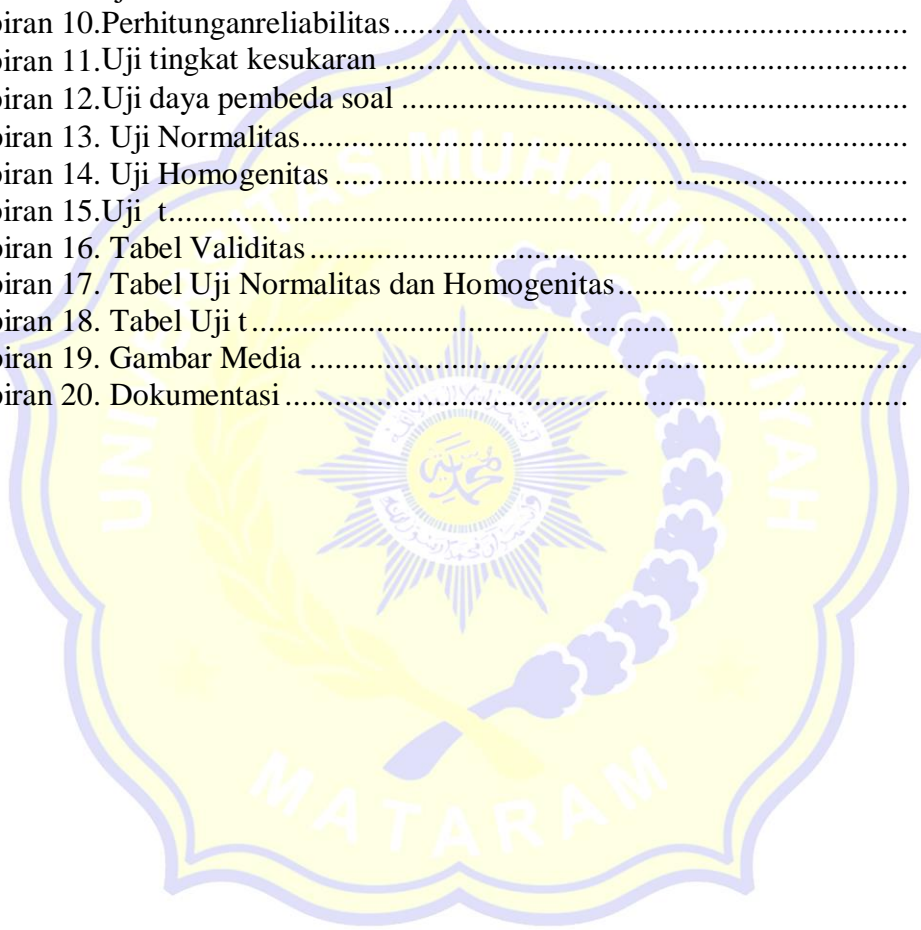 piran 10.Perhitunganreliabilitas........................................................................
piran 11.Uji tingkat kesukaran ........................................................................
piran 12.Uji daya pembeda soal ........................................................................
piran 13. Uji Normalitas........................................................................
piran 14. Uji Homogenitas ........................................................................
piran 15.Uji t........................................................................
piran 16. Tabel Validitas ........................................................................
piran 17. Tabel Uji Normalitas dan Homogenitas........................................
piran 18. Tabel Uji t ........................................................................
piran 19. Gambar Media ........................................................................
piran 20. Dokumentasi ........................................................................
UNIVERSITAS MUHAMMADIYAH
MATARAM